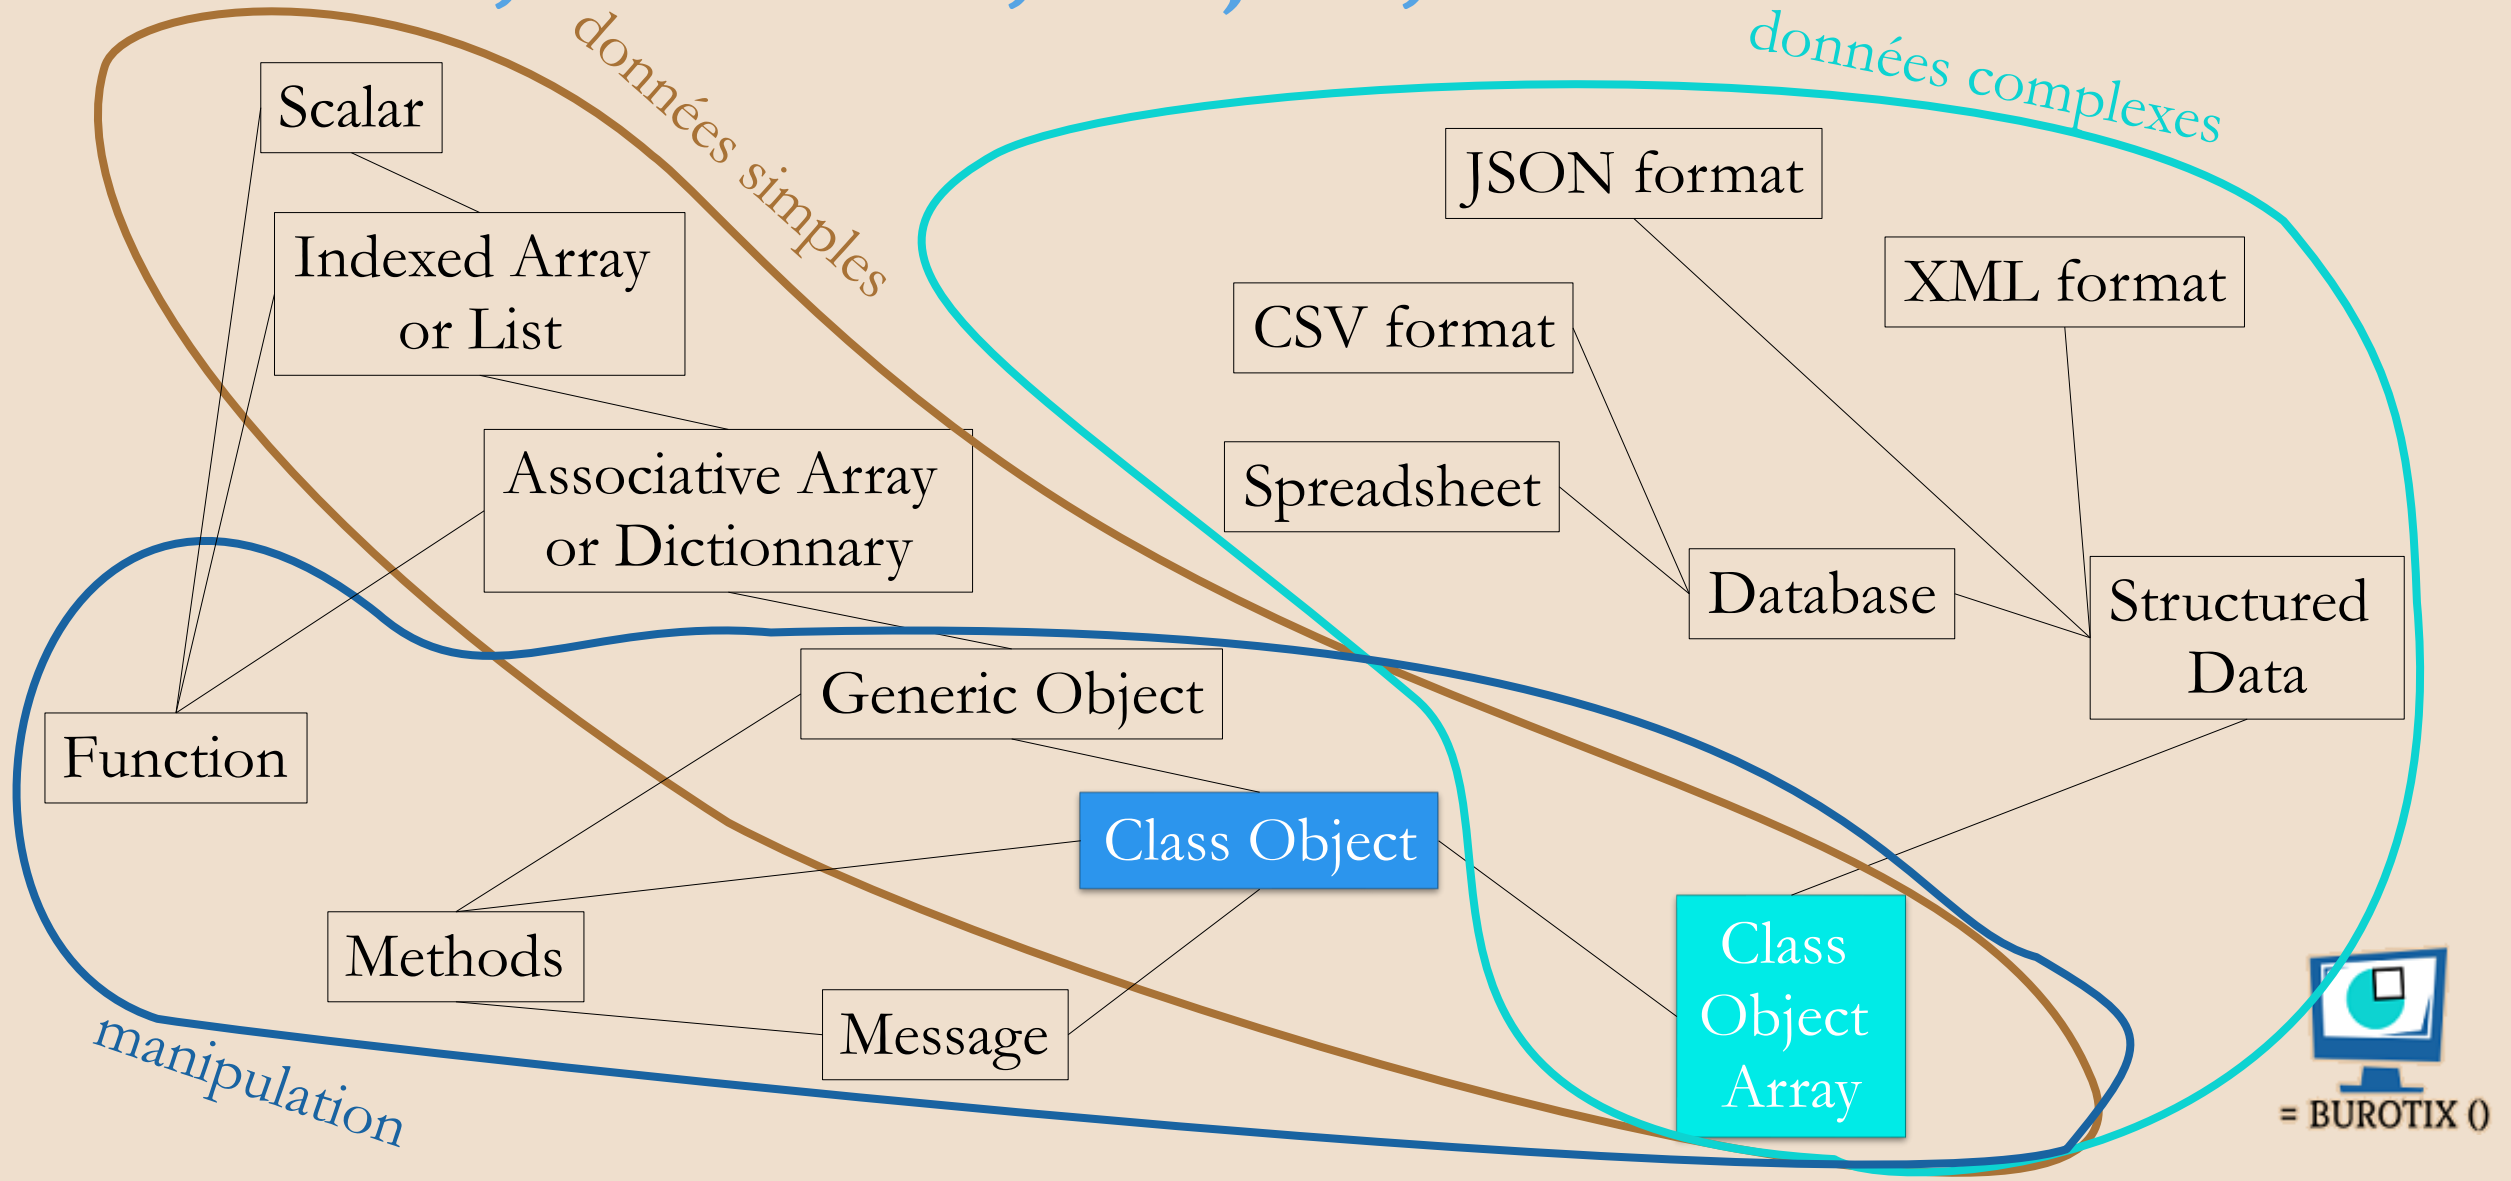 données simples
données complexes
Scalar
JSON format
Indexed Array
or List
XML format
CSV format
Associative Array
or Dictionnary
Spreadsheet
Database
Structured
Data
Generic Object
Function
Class Object
Methods
Class
Object
Array
Message
manipulation
= BUROTIX ()